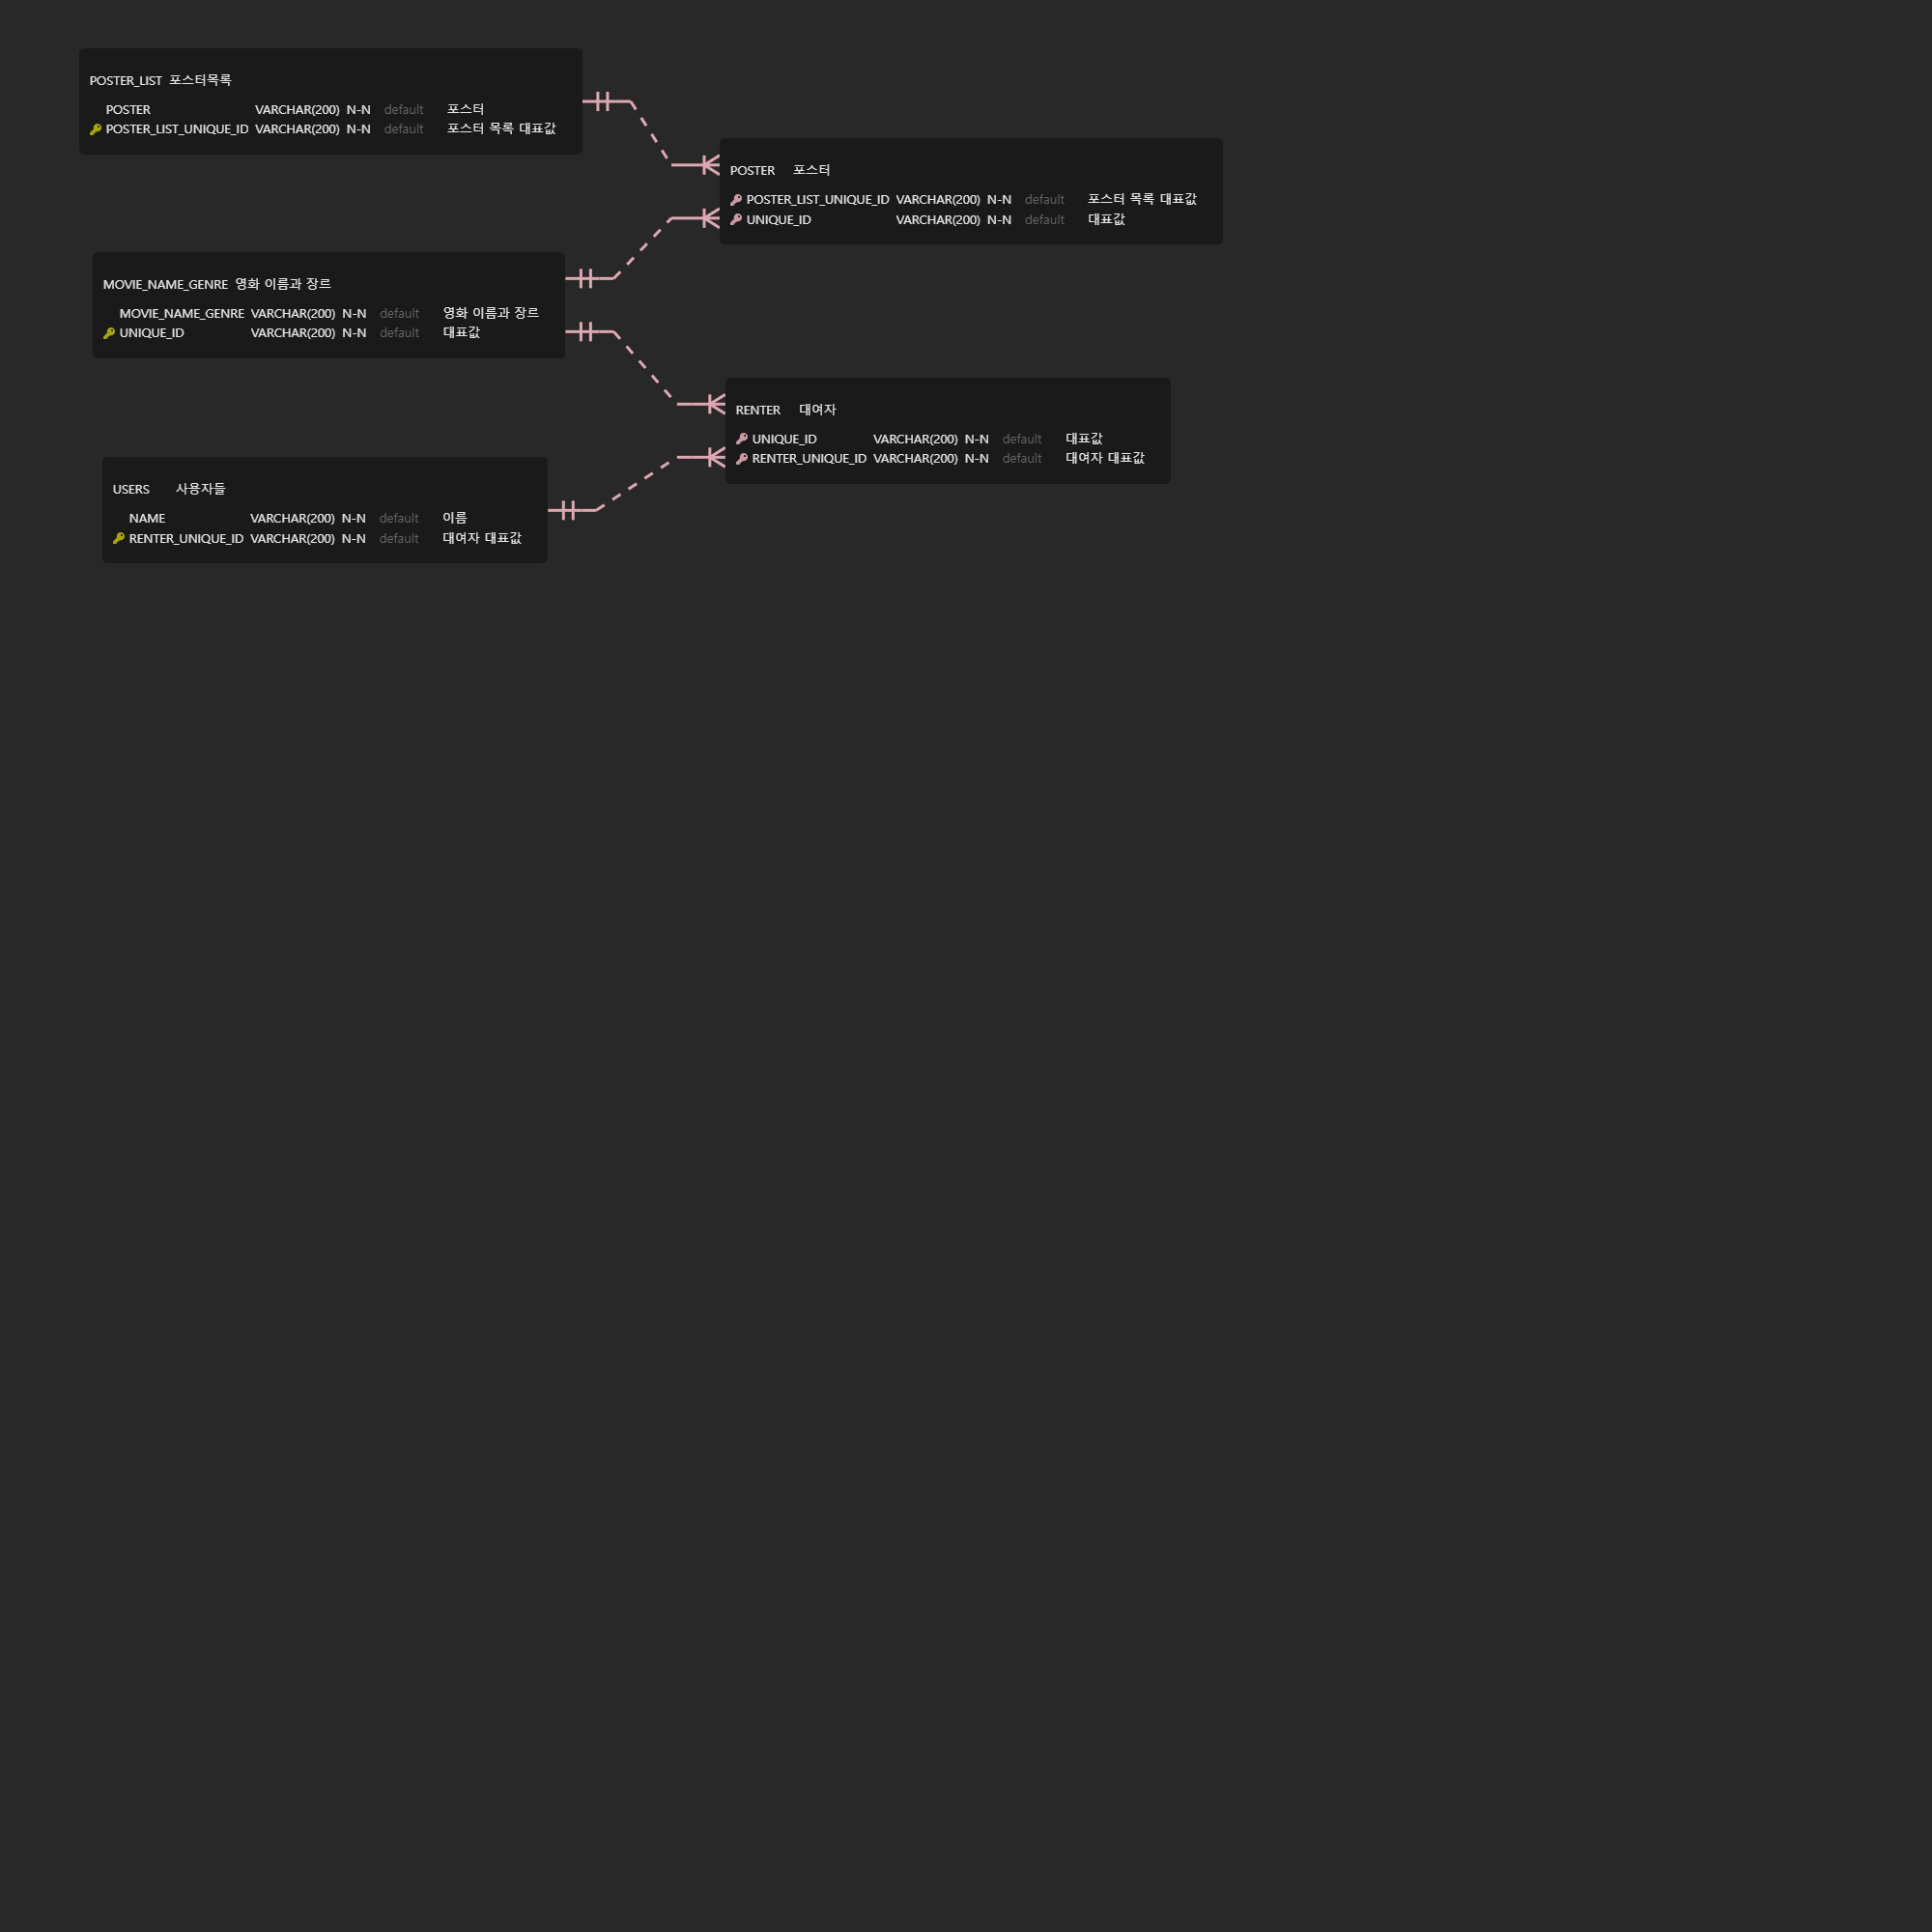 POSTER_LIST 포스터목록
POSTER VARCHAR(200) N-N default 포스터
POSTER_LIST_UNIQUE_ID VARCHAR(200) N-N default 포스터 목록 대표값
POSTER 포스터
POSTER_LIST_UNIQUE_ID VARCHAR(200) N-N default 포스터 목록 대표값
UNIQUE_ID VARCHAR(200) N-N default 대표값
MOVIE_NAME_GENRE 영화 이름과 장르
MOVIE_NAME_GENRE VARCHAR(200) N-N default 영화 이름과 장르
UNIQUE_ID VARCHAR(200) N-N default 대표값
RENTER 대여자
UNIQUE_ID VARCHAR(200) N-N default 대표값
RENTER_UNIQUE_ID VARCHAR(200) N-N default 대여자 대표값
USERS 사용자들
NAME VARCHAR(200) N-N default 이름
RENTER_UNIQUE_ID VARCHAR(200) N-N default 대여자 대표값